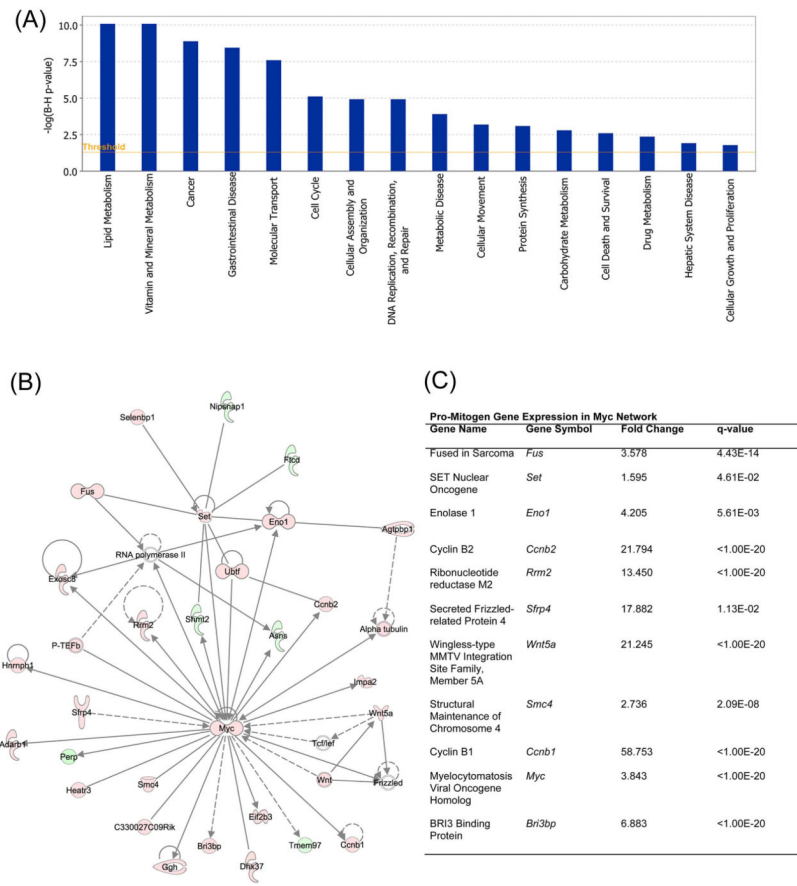 (A)
-log(B-H p-value)
10.0
7.5
5.0
2.5
0.0
Threshold
Lipid Metabolism
Vitamin and Mineral Metabolism
Cancer
Gastrointestinal Disease
Molecular Transport
Cell Cycle
Cellular Assembly and
Organization
DNA Replication, Recombination,
and Repair
Metabolic Disease
Cellular Movement
Protein Synthesis
Carbohydrate Metabolism
Cell Death and Survival
Drug Metabolism
Hepatic System Disease
Cellular Growth and Proliferation
(B)
Nipsnap1
Selenbp1
Ftcd
Fus
Set
Eno1
Agtpbp1
RNA polymerase II
Exosc8
Ubtf
Ccnb2
Rrm2
Shmt2
Asns
Alpha tubulin
P-TEFb
Hnrnph1
Impa2
Sfrp4
Wnt5a
Myc
Tcf/lef
Adarb1
Perp
Wnt
Frizzled
Heatr3
Smc4
Eif2b3
C330027C09Rik
Bri3bp
Tmem97
Ccnb1
Ggh
Dhx37
(C)
Pro-Mitogen Gene Expression in Myc Network
Gene Name Gene Symbol Fold Change q-value
Fused in Sarcoma Fus 3.578 4.43E-14
SET Nuclear Set 1.595 4.61E-02
Oncogene
Enolase 1 Eno1 4.205 5.61E-03
Cyclin B2 Ccnb2 21.794 <1.00E-20
Ribonucleotide Rrm2 13.450 <1.00E-20
reductase M2
Secreted Frizzled- Sfrp4 17.882 1.13E-02
related Protein 4
Wingless-type Wnt5a 21.245 <1.00E-20
MMTV Integration
Site Family,
Member 5A
Structural Smc4 2.736 2.09E-08
Maintenance of
Chromosome 4
Cyclin B1 Ccnb1 58.753 <1.00E-20
Myelocytomatosis Myc 3.843 <1.00E-20
Viral Oncogene
Homolog
BRI3 Binding Bri3bp 6.883 <1.00E-20
Protein